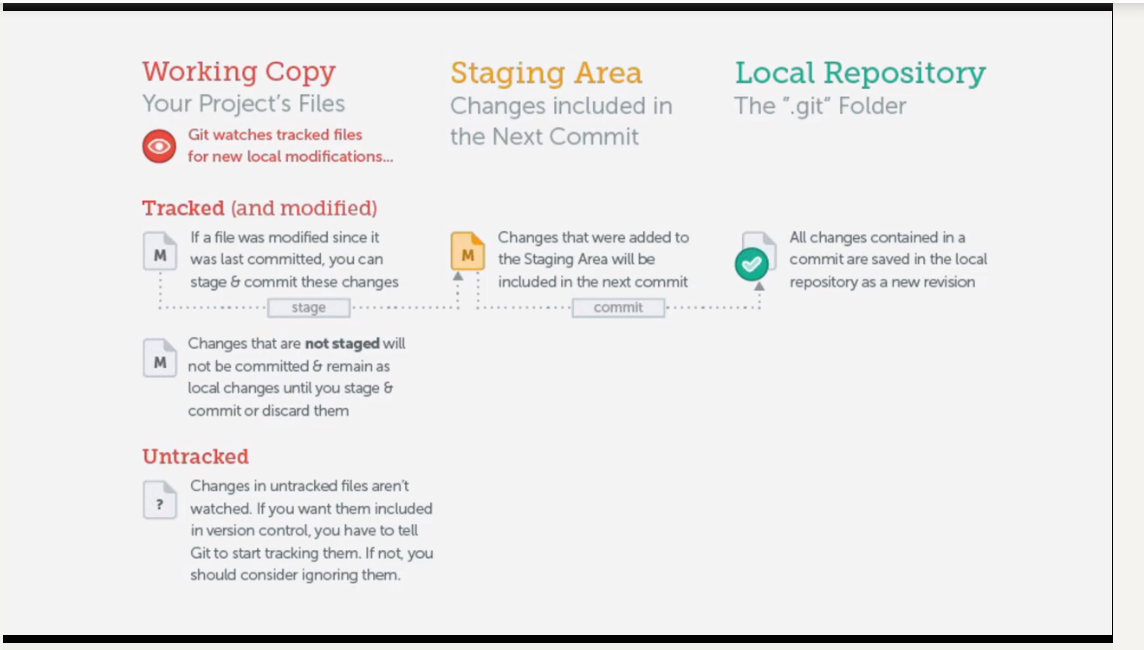 Working Copy
Your Project's Files
Git watches tracked files
for new local modifications...
Staging Area
Changes included in
the Next Commit
Local Repository
The ".git" Folder
Tracked (and modified)
M
If a file was modified since it
was last committed, you can
stage & commit these changes
stage
M
Changes that were added to
the Staging Area will be
included in the next commit
commit
All changes contained in a
commit are saved in the local
repository as a new revision
M
Changes that are not staged will
not be committed & remain as
local changes until you stage &
commit or discard them
Untracked
?
Changes in untracked files aren't
watched. If you want them included
in version control, you have to tell
Git to start tracking them. If not, you
should consider ignoring them.